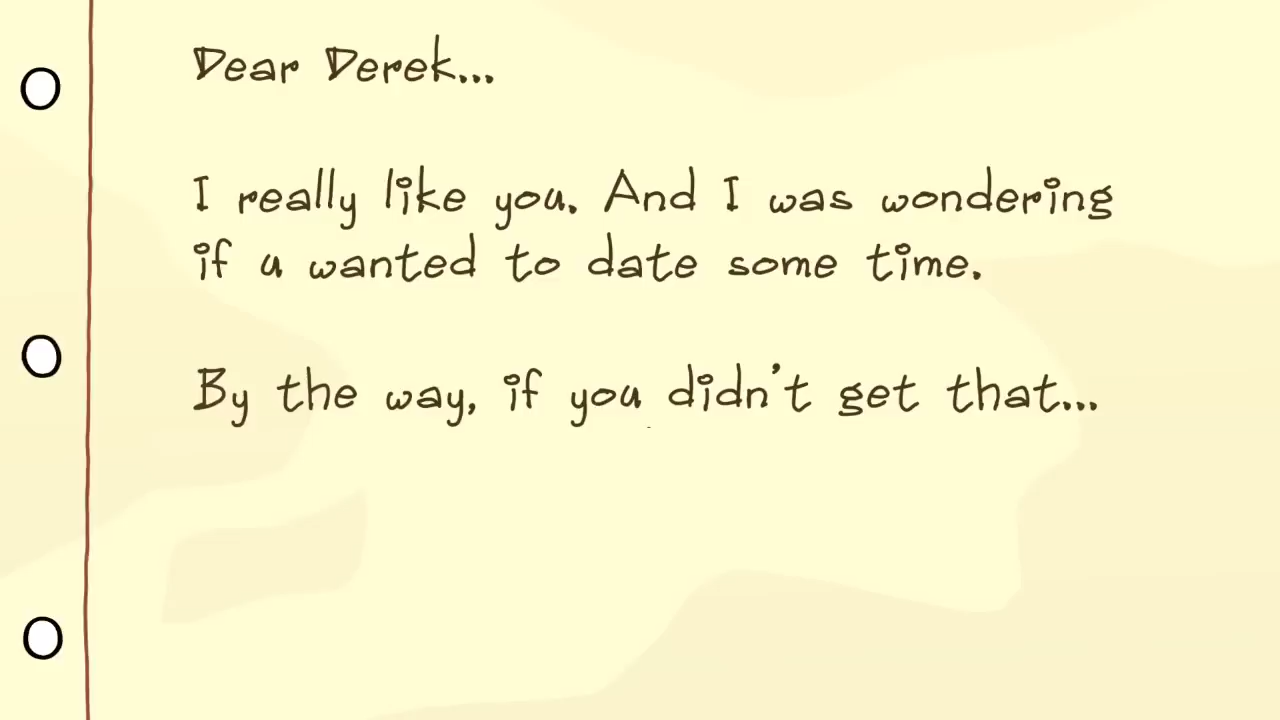 Dear Derek...
I really like you. And I was wondering
if u wanted to date some time.
By the way, if you didn't get that...